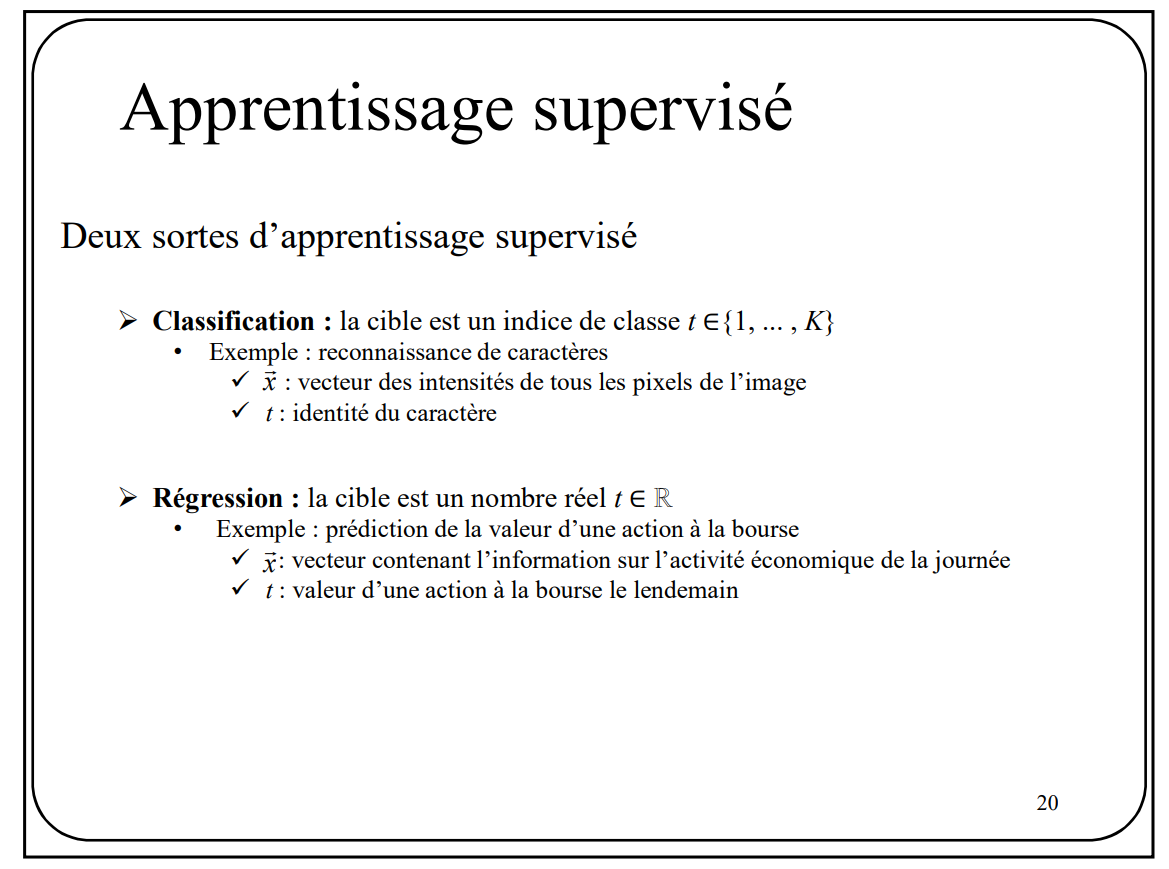 Apprentissage supervisé
Deux sortes d’apprentissage supervisé
➢ Classification : la cible est un indice de classe t ∈{1, ... , K}
• Exemple : reconnaissance de caractères
✓ x⃗ : vecteur des intensités de tous les pixels de l’image
✓ t : identité du caractère
➢ Régression : la cible est un nombre réel t ∈ ℝ
• Exemple : prédiction de la valeur d’une action à la bourse
✓ x⃗: vecteur contenant l’information sur l’activité économique de la journée
✓ t : valeur d’une action à la bourse le lendemain
20